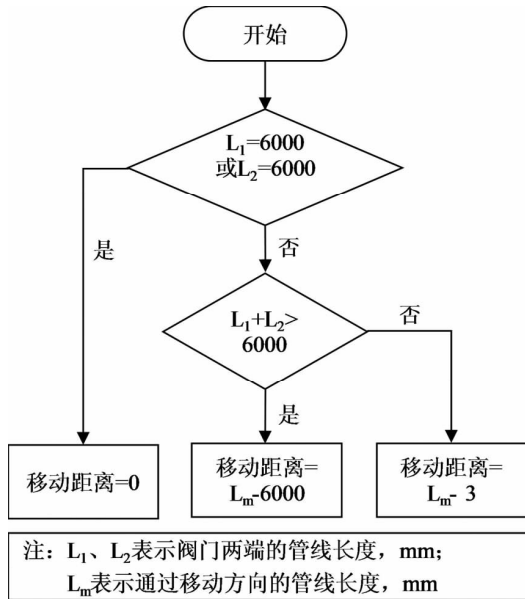 开始
L₁=6000
或L₂=6000
是
否
L₁+L₂>
6000
否
是
移动距离=0
移动距离=
Lₘ-6000
移动距离=
Lₘ- 3
注：L₁、L₂表示阀门两端的管线长度，mm；
Lₘ表示通过移动方向的管线长度，mm